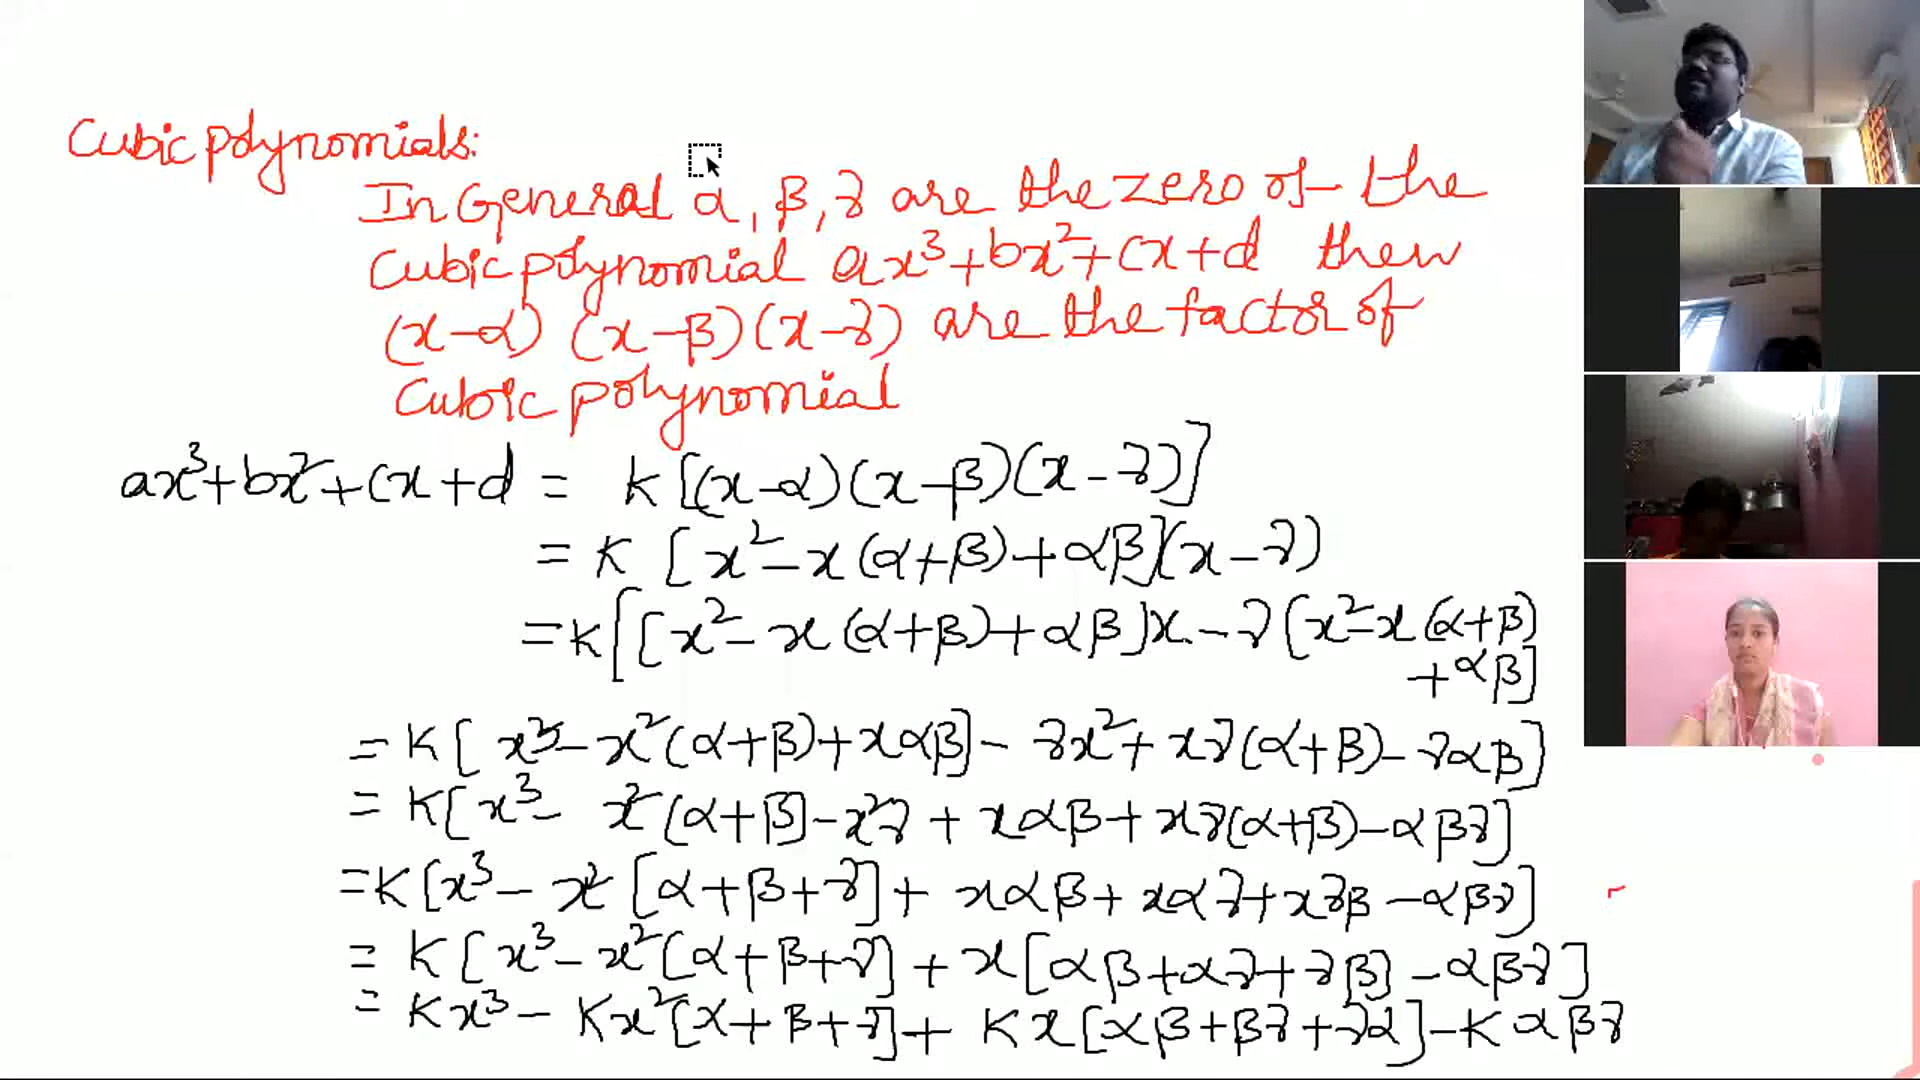 Cubic polynomials:
In General α, β, γ are the zero of the
Cubic polynomial ax³+bx²+cx+d then
(x-α) (x-β)(x-γ) are the factor of
Cubic polynomial
ax³+bx²+cx+d = K[(x-α)(x-β)(x-γ)]
= K [x²-x(α+β)+αβ](x-γ)
=K[[x²-x(α+β)+αβ]x-γ[x²-x(α+β)
+αβ]
= K[x³-x²(α+β)+xαβ]-γx²+xγ(α+β)-γαβ]
= K[x³- x²(α+β]-x²γ+xαβ+xγ(α+β)-αβγ]
=K[x³-x²[α+β+γ]+xαβ+xαγ+xγβ-αβγ]
= K[x³-x²[α+β+γ]+x[αβ+αγ+γβ]-αβγ]
= Kx³-Kx²[α+β+γ]+Kx[αβ+βγ+γα]-Kαβγ